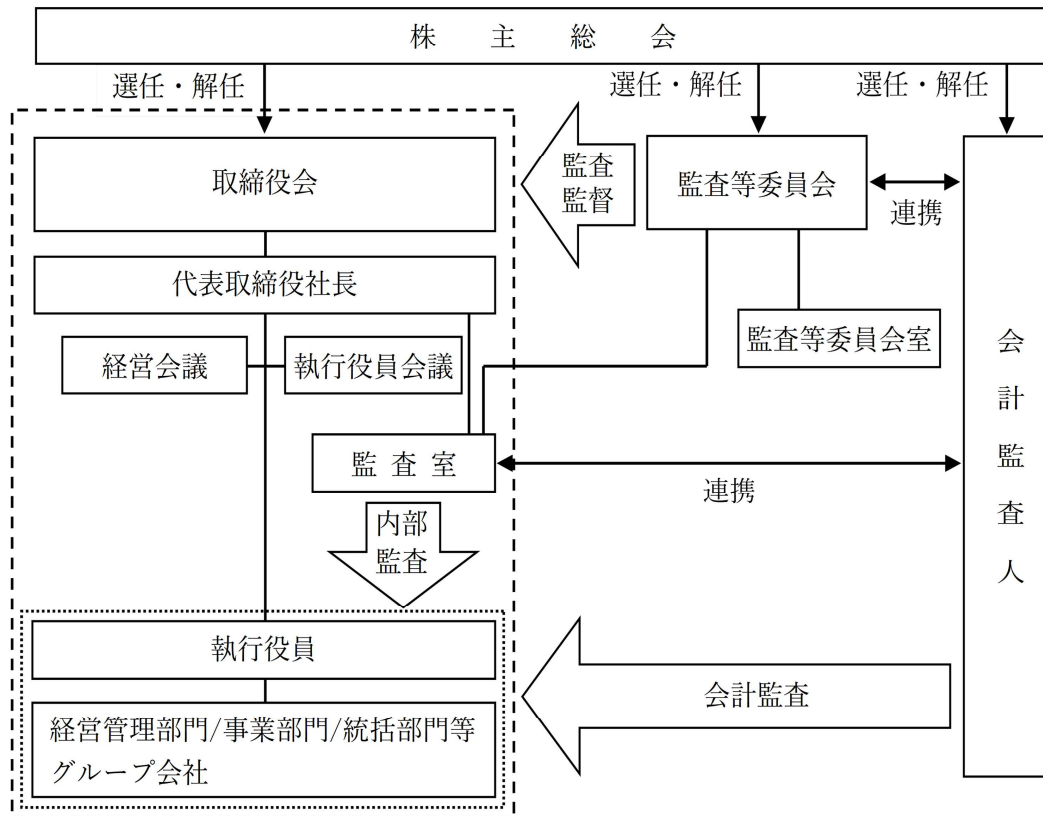 株主総会
選任・解任
選任・解任
選任・解任
取締役会
監査
監督
監査等委員会
連携
代表取締役社長
監査等委員会室
経営会議
執行役員会議
会計監査人
監査室
連携
内部
監査
執行役員
会計監査
経営管理部門/事業部門/統括部門等
グループ会社